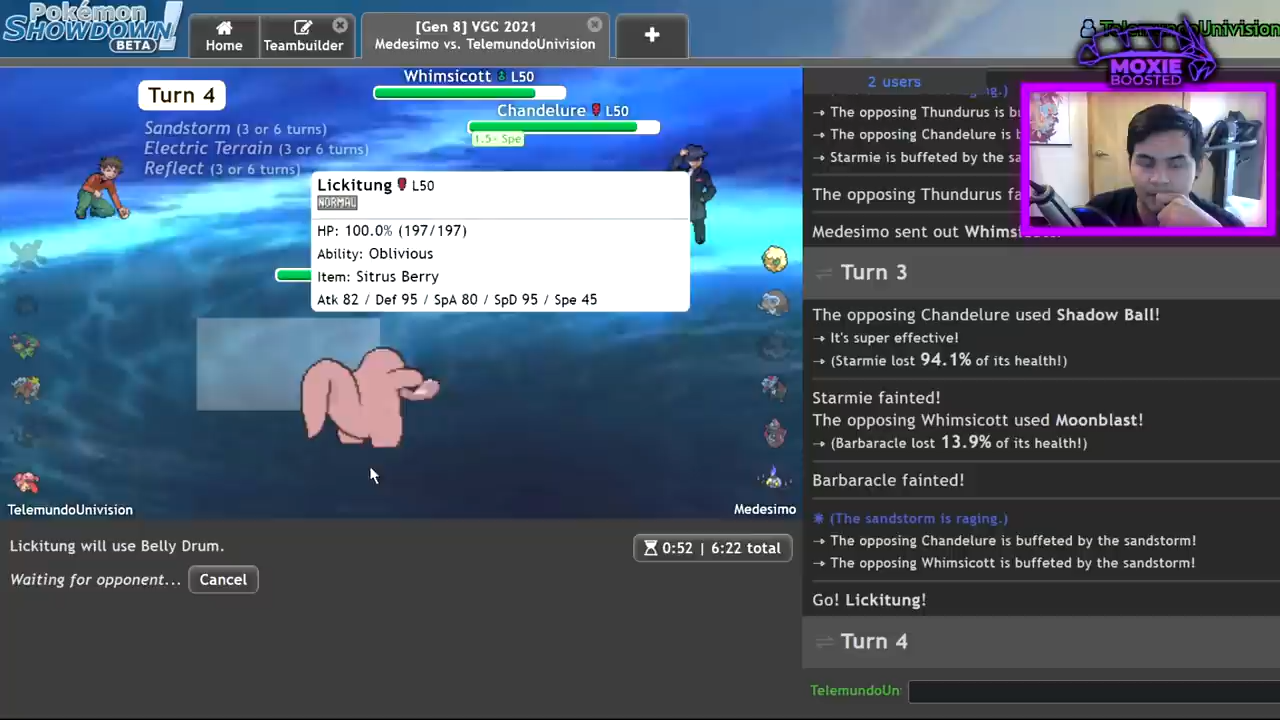 Pokémon
SHOWDOWN!
BETA
Home
Teambuilder
[Gen 8] VGC 2021
Medesimo vs. TelemundoUnivision
+
TelemundoUnivision
MOXIE
BOOSTED
Turn 4
Sandstorm (3 or 6 turns)
Electric Terrain (3 or 6 turns)
Reflect (3 or 6 turns)
Whimsicott L50
Chandelure L50
1.5× Spe
Lickitung L50
NORMAL
HP: 100.0% (197/197)
Ability: Oblivious
Item: Sitrus Berry
Atk 82 / Def 95 / SpA 80 / SpD 95 / Spe 45
TelemundoUnivision
Medesimo
Lickitung will use Belly Drum.
Waiting for opponent... Cancel
0:52 | 6:22 total
2 users
The opposing Thundurus is
The opposing Chandelure is
Starmie is buffeted by the
The opposing Thundurus
Medesimo sent out
Turn 3
The opposing Chandelure used Shadow Ball!
It's super effective!
(Starmie lost 94.1% of its health!)
Starmie fainted!
The opposing Whimsicott used Moonblast!
(Barbaracle lost 13.9% of its health!)
Barbaracle fainted!
(The sandstorm is raging.)
The opposing Chandelure is buffeted by the sandstorm!
The opposing Whimsicott is buffeted by the sandstorm!
Go! Lickitung!
Turn 4
TelemundoUn